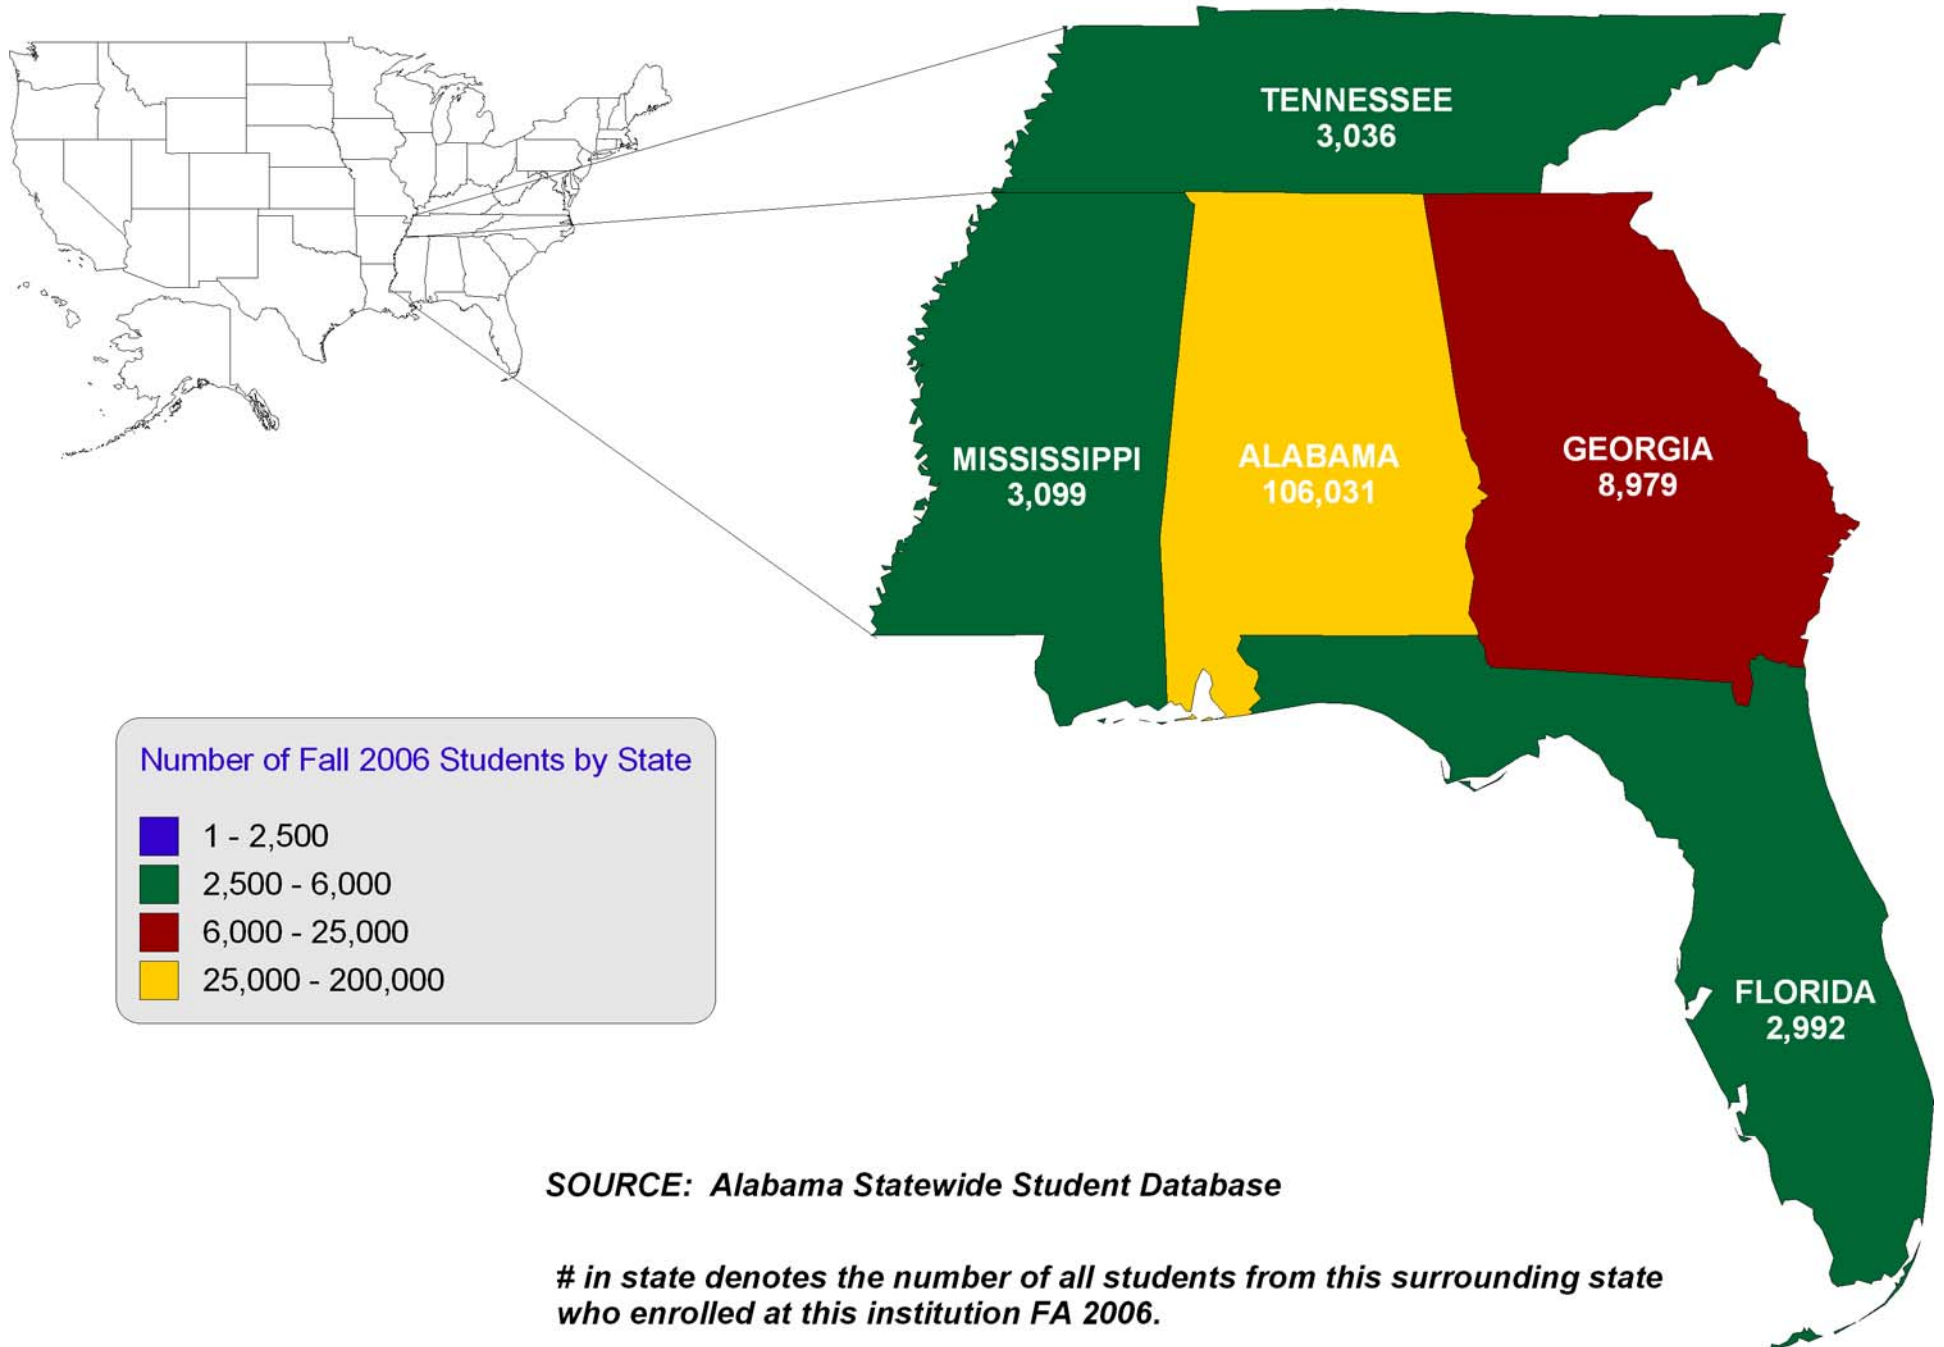 TENNESSEE
3,036
MISSISSIPPI
3,099
ALABAMA
106,031
GEORGIA
8,979
Number of Fall 2006 Students by State
1 - 2,500
2,500 - 6,000
6,000 - 25,000
25,000 - 200,000
FLORIDA
2,992
SOURCE: Alabama Statewide Student Database
# in state denotes the number of all students from this surrounding state
who enrolled at this institution FA 2006.